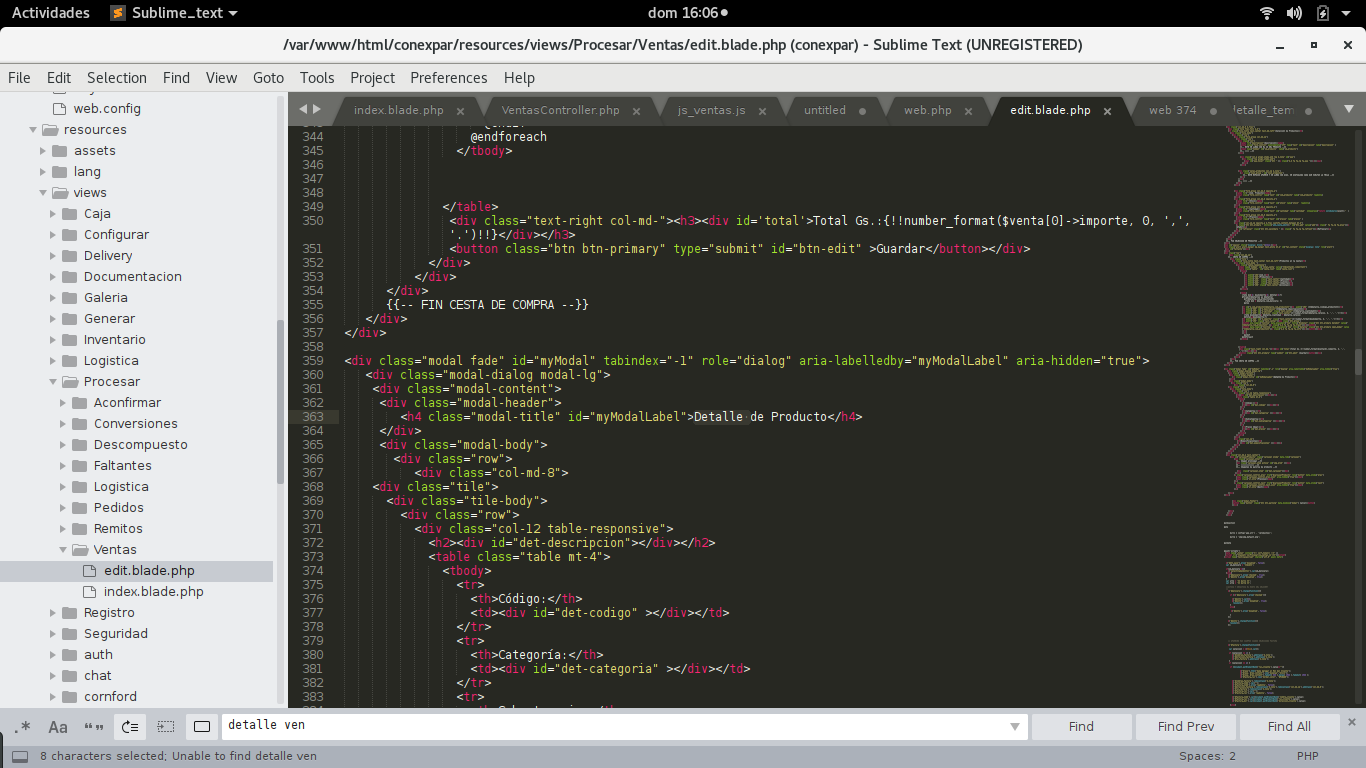 Actividades Sublime_text dom 16:06
/var/www/html/conexpar/resources/views/Procesar/Ventas/edit.blade.php (conexpar) - Sublime Text (UNREGISTERED)
File Edit Selection Find View Goto Tools Project Preferences Help
index.blade.php VentasController.php js_ventas.js untitled web.php edit.blade.php web 374
web.config
resources
assets
lang
views
Caja
Configurar
Delivery
Documentacion
Galeria
Generar
Inventario
Logistica
Procesar
Aconfirmar
Conversiones
Descompuesto
Faltantes
Logistica
Pedidos
Remitos
Ventas
edit.blade.php
index.blade.php
Registro
Seguridad
auth
chat
cornford
344 @endforeach
345 </tbody>
346
347
348
349 </table>
350 <div class="text-right col-md-"><h3><div id='total'>Total Gs.:{!!number_format($venta[0]->importe, 0, ',',
'.')!!}</div></h3>
351 <button class="btn btn-primary" type="submit" id="btn-edit" >Guardar</button></div>
352 </div>
353 </div>
354 </div>
355 {{-- FIN CESTA DE COMPRA --}}
356 </div>
357 </div>
358
359 <div class="modal fade" id="myModal" tabindex="-1" role="dialog" aria-labelledby="myModalLabel" aria-hidden="true">
360 <div class="modal-dialog modal-lg">
361 <div class="modal-content">
362 <div class="modal-header">
363 <h4 class="modal-title" id="myModalLabel">Detalle de Producto</h4>
364 </div>
365 <div class="modal-body">
366 <div class="row">
367 <div class="col-md-8">
368 <div class="tile">
369 <div class="tile-body">
370 <div class="row">
371 <div class="col-12 table-responsive">
372 <h2><div id="det-descripcion"></div></h2>
373 <table class="table mt-4">
374 <tbody>
375 <tr>
376 <th>Código:</th>
377 <td><div id="det-codigo" ></div></td>
378 </tr>
379 <tr>
380 <th>Categoría:</th>
381 <td><div id="det-categoria" ></div></td>
382 </tr>
383 <tr>
.* Aa “” detalle ven Find Find Prev Find All
8 characters selected; Unable to find detalle ven Spaces: 2 PHP